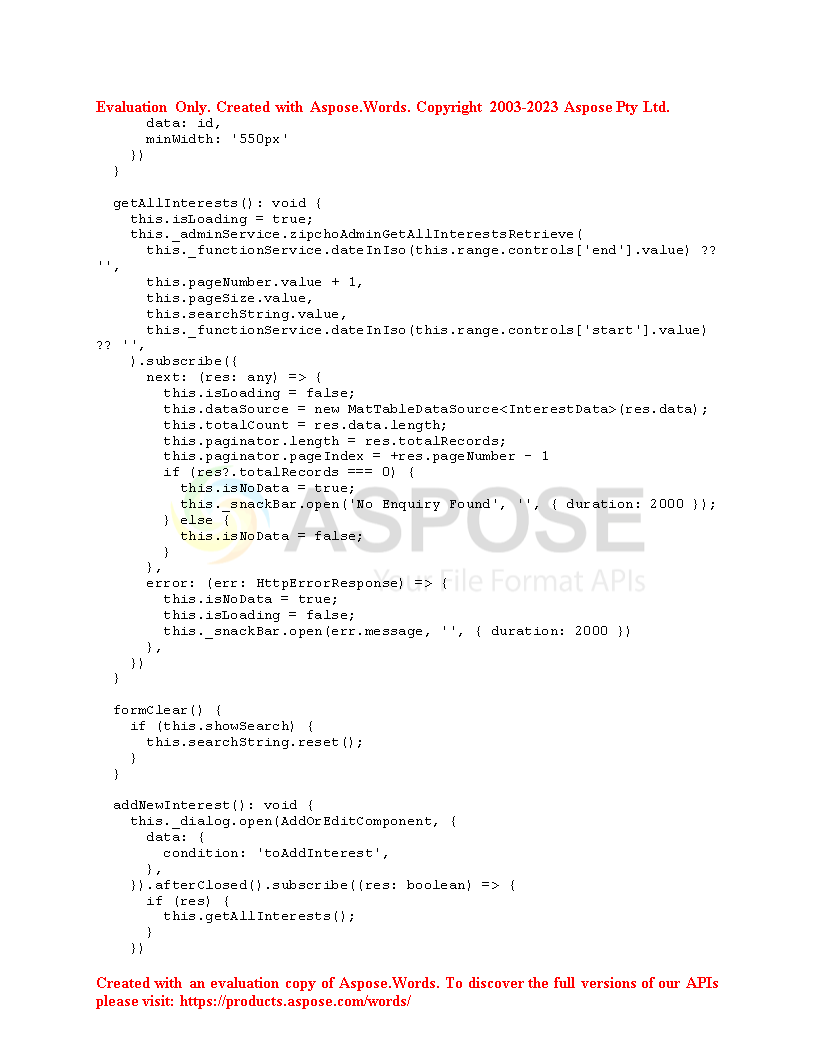 Evaluation Only. Created with Aspose.Words. Copyright 2003-2023 Aspose Pty Ltd.
      data: id,
      minWidth: '550px'
    })
  }

  getAllInterests(): void {
    this.isLoading = true;
    this._adminService.zipchoAdminGetAllInterestsRetrieve(
      this._functionService.dateInIso(this.range.controls['end'].value) ??
'',
      this.pageNumber.value + 1,
      this.pageSize.value,
      this.searchString.value,
      this._functionService.dateInIso(this.range.controls['start'].value)
?? '',
    ).subscribe({
      next: (res: any) => {
        this.isLoading = false;
        this.dataSource = new MatTableDataSource<InterestData>(res.data);
        this.totalCount = res.data.length;
        this.paginator.length = res.totalRecords;
        this.paginator.pageIndex = +res.pageNumber - 1
        if (res?.totalRecords === 0) {
          this.isNoData = true;
          this._snackBar.open('No Enquiry Found', '', { duration: 2000 });
        } else {
          this.isNoData = false;
        }
      },
      error: (err: HttpErrorResponse) => {
        this.isNoData = true;
        this.isLoading = false;
        this._snackBar.open(err.message, '', { duration: 2000 })
      },
    })
  }

  formClear() {
    if (this.showSearch) {
      this.searchString.reset();
    }
  }

  addNewInterest(): void {
    this._dialog.open(AddOrEditComponent, {
      data: {
        condition: 'toAddInterest',
      },
    }).afterClosed().subscribe((res: boolean) => {
      if (res) {
        this.getAllInterests();
      }
    })
ASPOSE
Your File Format APIs
Created with an evaluation copy of Aspose.Words. To discover the full versions of our APIs
please visit: https://products.aspose.com/words/